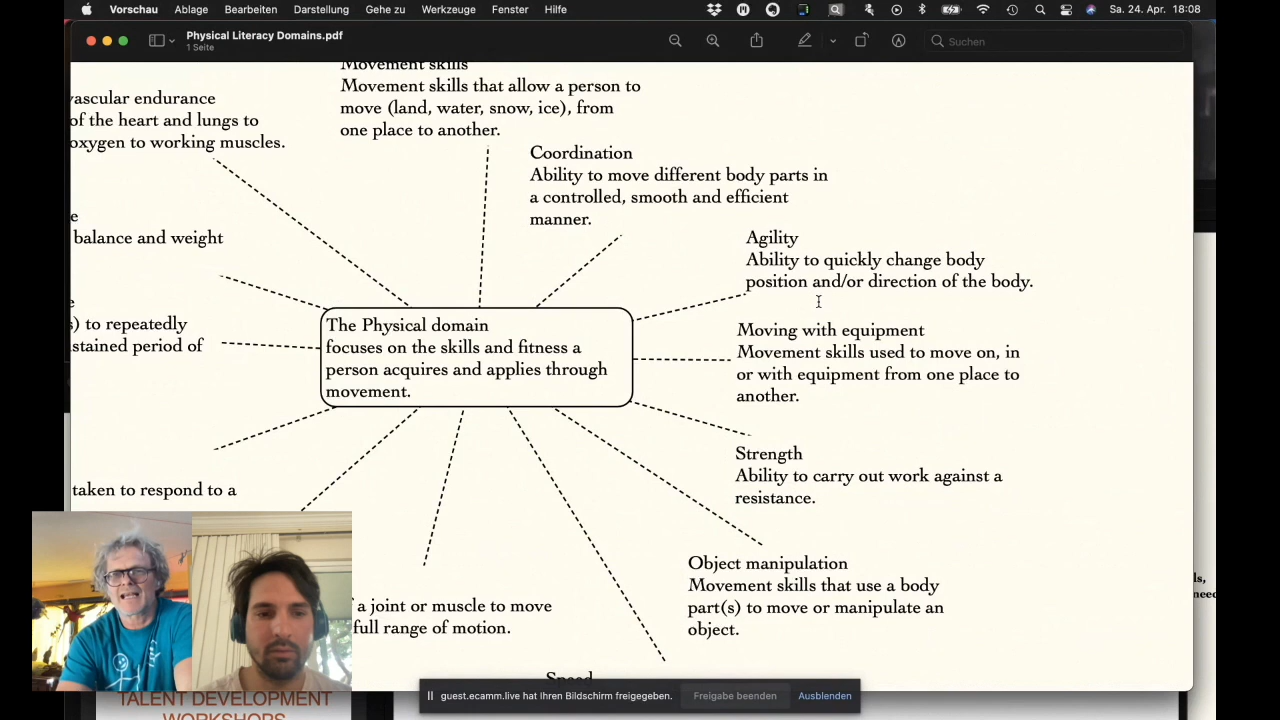 Vorschau Ablage Bearbeiten Darstellung Gehe zu Werkzeuge Fenster Hilfe Sa. 24. Apr. 18:08
Physical Literacy Domains.pdf
1 Seite
Suchen
Movement skills
Movement skills that allow a person to
move (land, water, snow, ice), from
one place to another.
vascular endurance
of the heart and lungs to
oxygen to working muscles.
Coordination
Ability to move different body parts in
a controlled, smooth and efficient
manner.
balance and weight
Agility
Ability to quickly change body
position and/or direction of the body.
s) to repeatedly
stained period of
The Physical domain
focuses on the skills and fitness a
person acquires and applies through
movement.
Moving with equipment
Movement skills used to move on, in
or with equipment from one place to
another.
Strength
Ability to carry out work against a
resistance.
taken to respond to a
Object manipulation
Movement skills that use a body
part(s) to move or manipulate an
object.
a joint or muscle to move
full range of motion.
Speed
guest.ecamm.live hat Ihren Bildschirm freigegeben. Freigabe beenden Ausblenden
TALENT DEVELOPMENT
WORKSHOPS